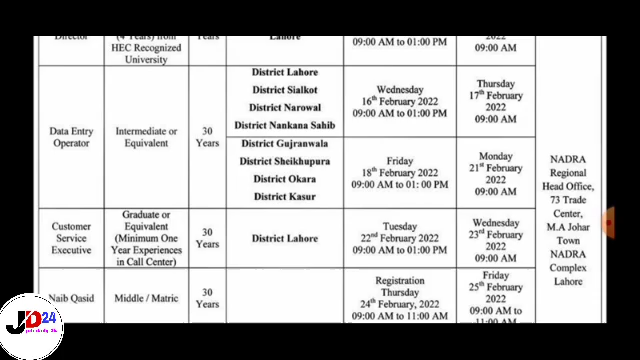 Director
(4 Years) from
HEC Recognized
University
Years
Lahore
09:00 AM to 01:00 PM
2022
09:00 AM
Data Entry
Operator
Intermediate or
Equivalent
30
Years
District Lahore
District Sialkot
District Narowal
District Nankana Sahib
Wednesday
16th February 2022
09:00 AM to 01:00 PM
Thursday
17th February
2022
09:00 AM
District Gujranwala
District Sheikhupura
District Okara
District Kasur
Friday
18th February 2022
09:00 AM to 01: 00 PM
Monday
21st February
2022
09:00 AM
Customer
Service
Executive
Graduate or
Equivalent
(Minimum One
Year Experiences
in Call Center)
30
Years
District Lahore
Tuesday
22nd February 2022
09:00 AM to 01:00 PM
Wednesday
23rd February
2022
09:00 AM
Naib Qasid
Middle / Matric
30
Years
Registration
Thursday
24th February, 2022
09:00 AM to 11:00 AM
Friday
25th February
2022
09:00 AM to
11:00 AM
NADRA
Regional
Head Office,
73 Trade
Center,
M.A Johar
Town
NADRA
Complex
Lahore
JD24